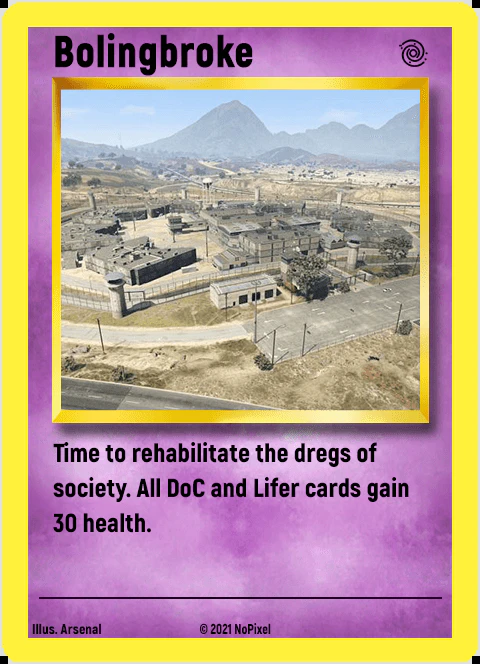 Bolingbroke
Time to rehabilitate the dregs of
society. All DoC and Lifer cards gain
30 health.
Illus. Arsenal © 2021 NoPixel